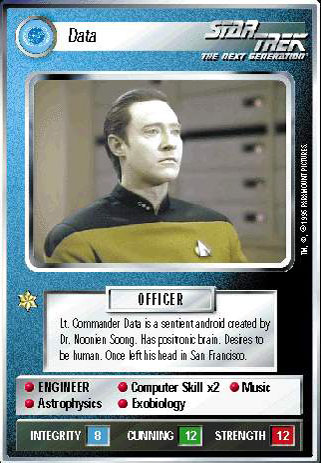 Data
STAR TREK
THE NEXT GENERATION
TM, ®, © 1995 PARAMOUNT PICTURES.
OFFICER
Lt. Commander Data is a sentient android created by
Dr. Noonien Soong. Has positronic brain. Desires to
be human. Once left his head in San Francisco.
ENGINEER Computer Skill x2 Music
Astrophysics Exobiology
INTEGRITY 8 CUNNING 12 STRENGTH 12